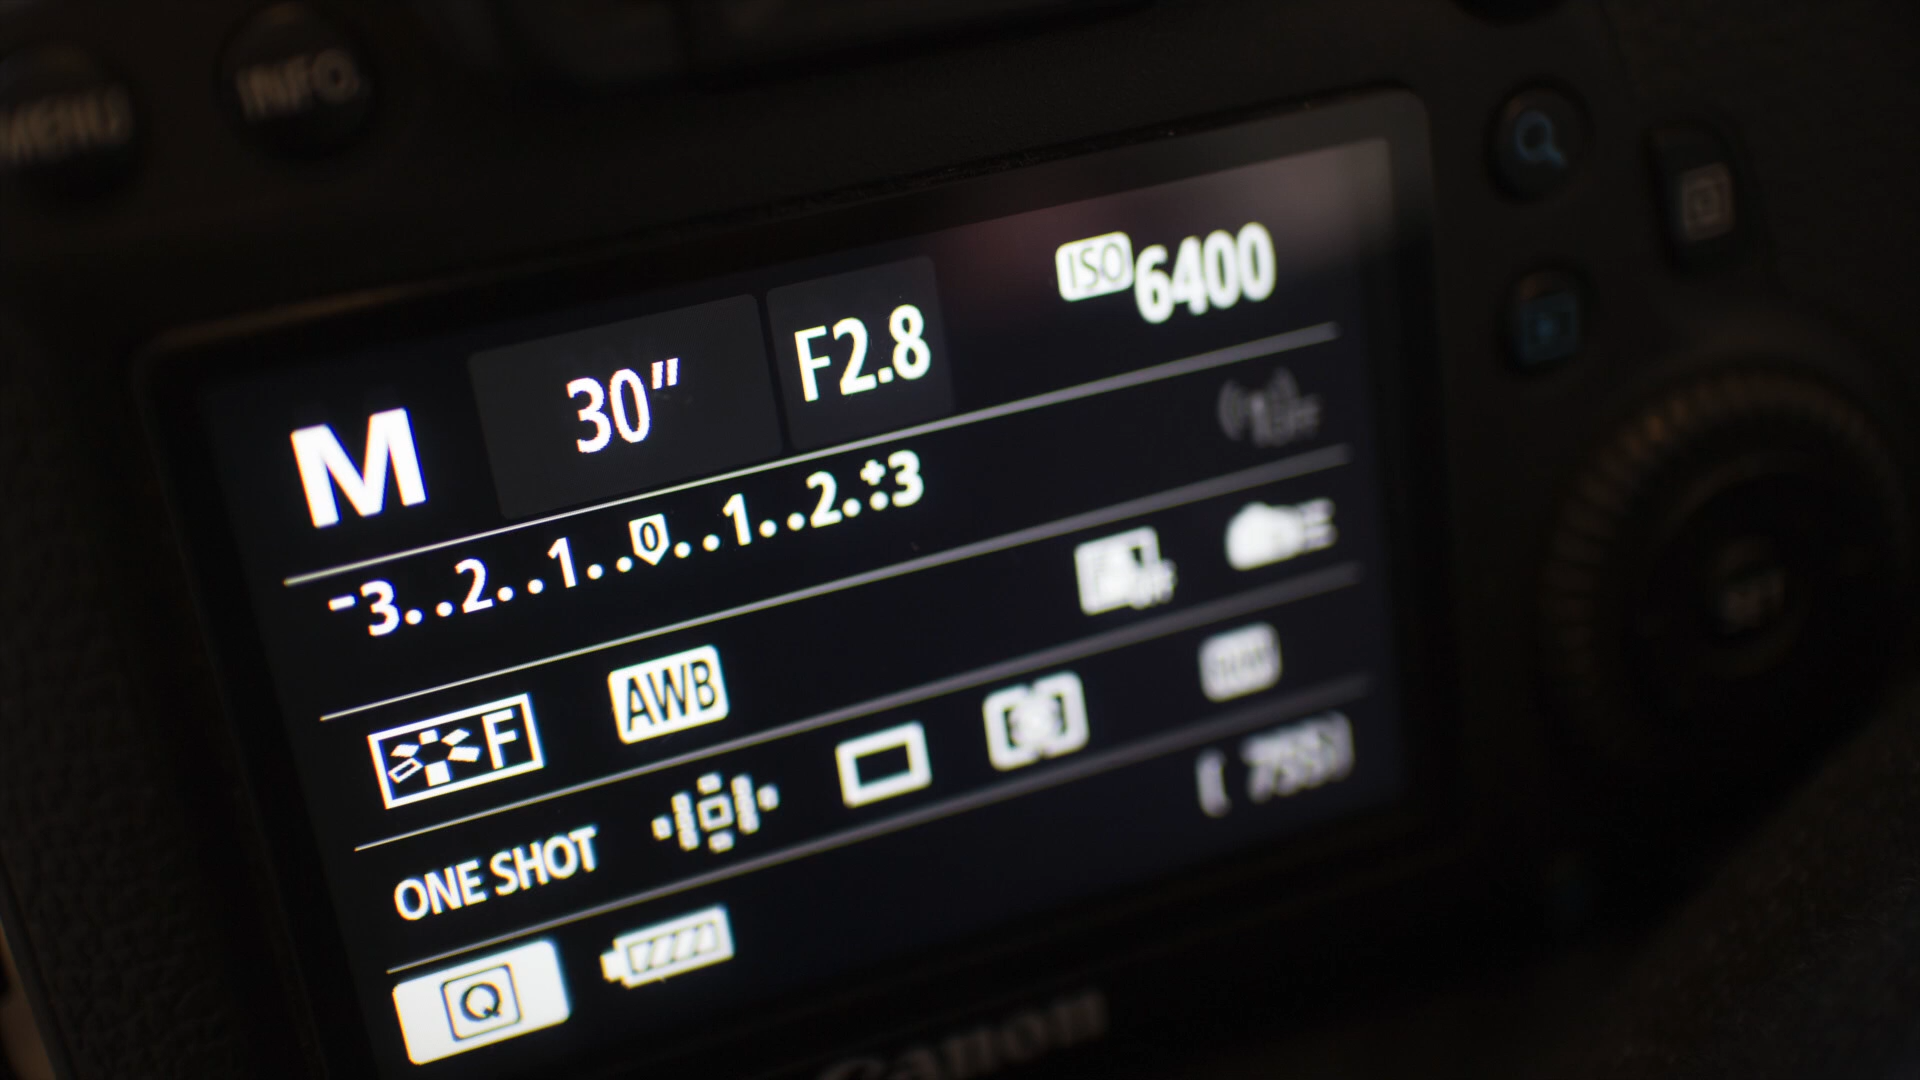 MENU
INFO.
M 30" F2.8 ISO 6400
-3..2..1..0..1..2..+3
F AWB
ONE SHOT
Q
Canon